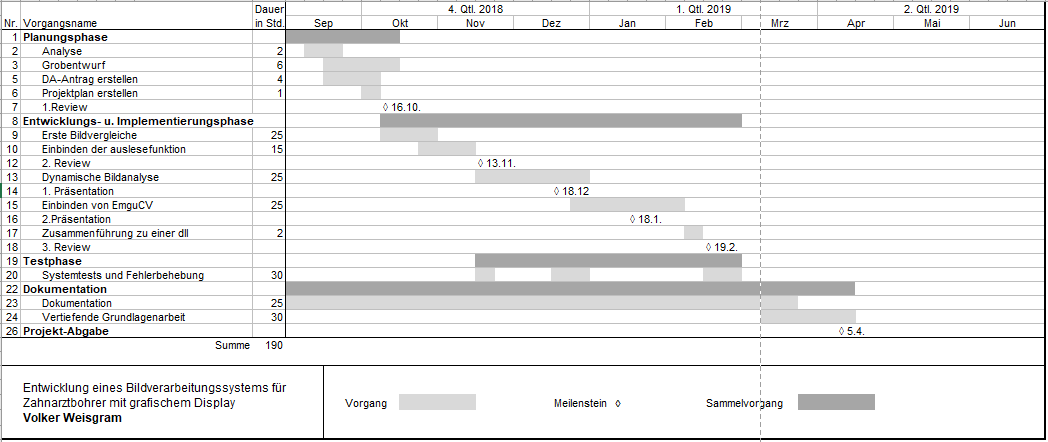 Dauer 4. Qtl. 2018 1. Qtl. 2019 2. Qtl. 2019
Nr. Vorgangsname in Std. Sep Okt Nov Dez Jan Feb Mrz Apr Mai Jun
1 Planungsphase
2 Analyse 2
3 Grobentwurf 6
5 DA-Antrag erstellen 4
6 Projektplan erstellen 1
7 1.Review ◊ 16.10.
8 Entwicklungs- u. Implementierungsphase
9 Erste Bildvergleiche 25
10 Einbinden der auslesefunktion 15
12 2. Review ◊ 13.11.
13 Dynamische Bildanalyse 25
14 1. Präsentation ◊ 18.12
15 Einbinden von EmguCV 25
16 2.Präsentation ◊ 18.1.
17 Zusammenführung zu einer dll 2
18 3. Review ◊ 19.2.
19 Testphase
20 Systemtests und Fehlerbehebung 30
22 Dokumentation
23 Dokumentation 25
24 Vertiefende Grundlagenarbeit 30
26 Projekt-Abgabe ◊ 5.4.
Summe 190
Entwicklung eines Bildverarbeitungssystems für
Zahnarztbohrer mit grafischem Display
Volker Weisgram
Vorgang Meilenstein ◊ Sammelvorgang